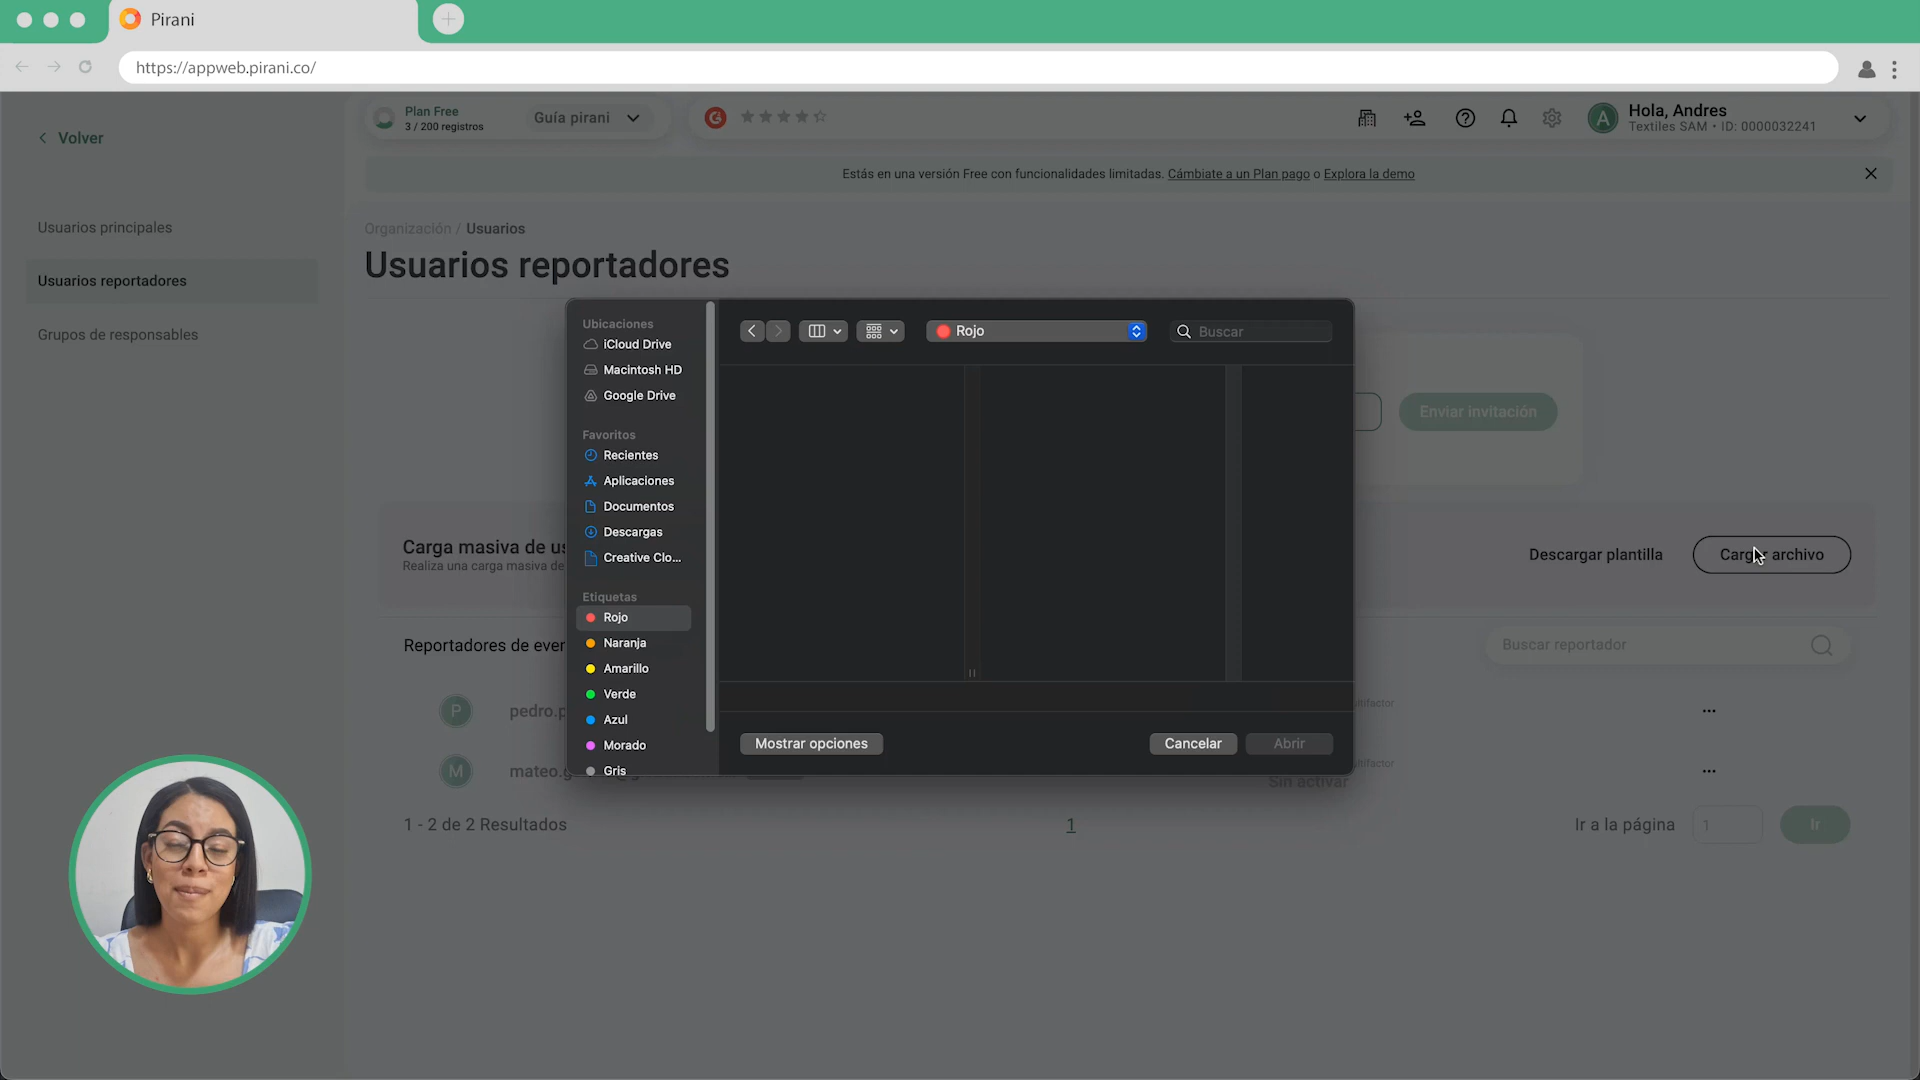 Pirani
https://appweb.pirani.co/
Volver
Plan Free
3 / 200 registros
Guía pirani
Hola, Andres
Textiles SAM • ID: 0000032241
Estás en una versión Free con funcionalidades limitadas. Cámbiate a un Plan pago o Explora la demo
Usuarios principales
Usuarios reportadores
Grupos de responsables
Organización / Usuarios
Usuarios reportadores
Ubicaciones
iCloud Drive
Macintosh HD
Google Drive
Favoritos
Recientes
Aplicaciones
Documentos
Descargas
Creative Clo...
Etiquetas
Rojo
Naranja
Amarillo
Verde
Azul
Morado
Gris
Rojo
Buscar
Mostrar opciones
Cancelar
Abrir
Enviar invitación
Carga masiva de
Realiza una carga masiva de
Descargar plantilla
Cargar archivo
Reportadores de
Buscar reportador
P
M
Sin activar
1 - 2 de 2 Resultados
1
Ir a la página
1
Ir